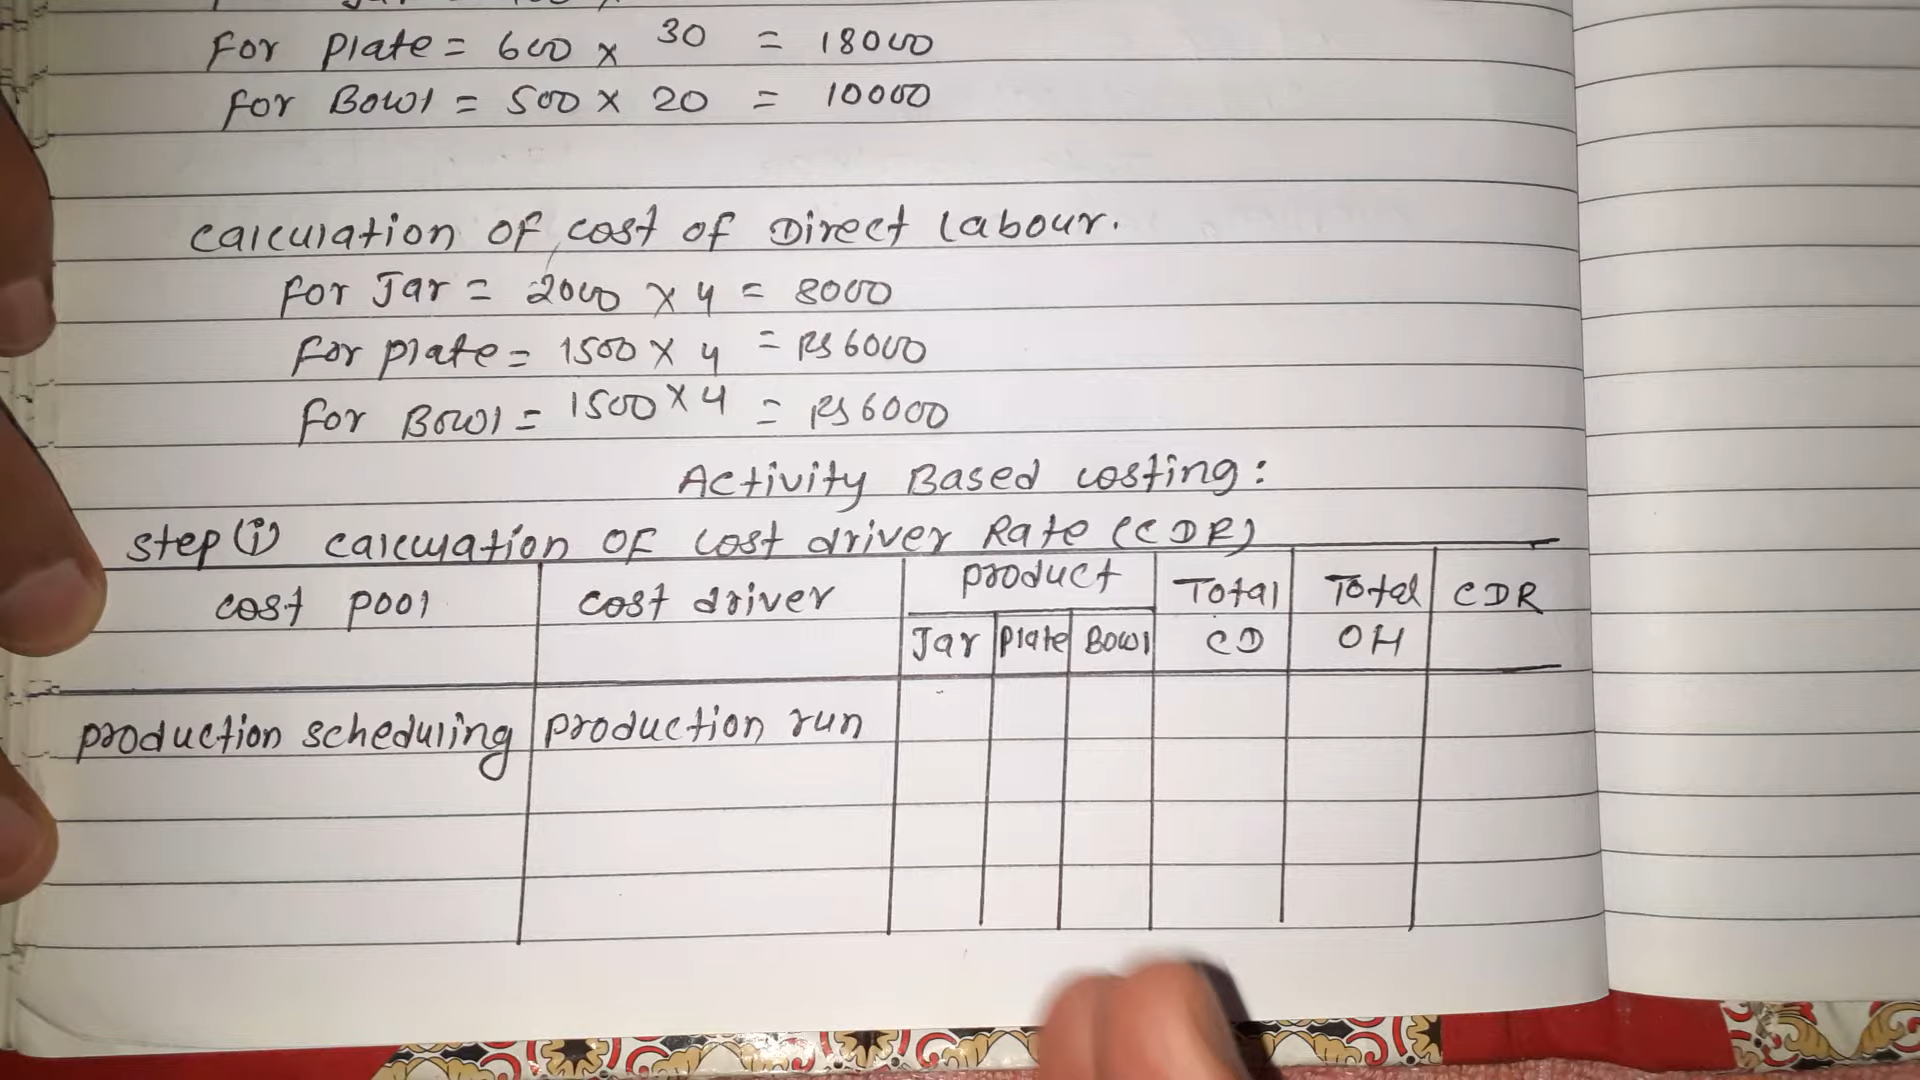 For Plate = 600 × 30 = 18000
For Bowl = 500 × 20 = 10000
calculation of cost of Direct Labour.
For Jar = 2000 × 4 = 8000
For plate = 1500 × 4 = Rs 6000
For Bowl = 1500 × 4 = Rs 6000
Activity Based costing:
step (i) calculation of cost driver Rate (CDR)
cost pool cost driver product Total Total CDR
Jar Plate Bowl CD OH
production scheduling production run